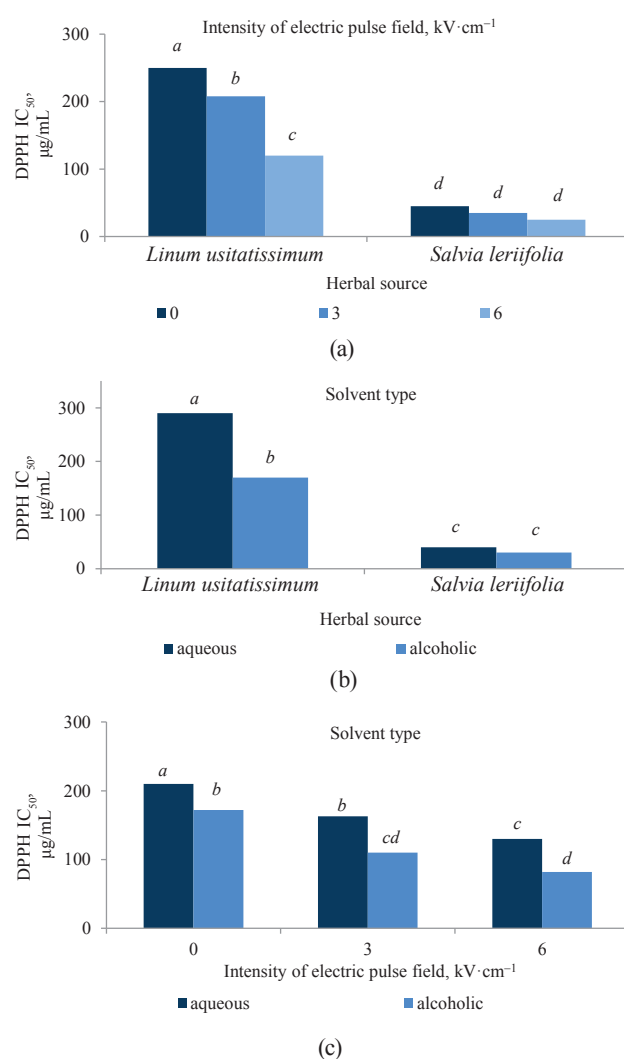 Intensity of electric pulse field, kV·cm⁻¹
300
200
100
0
DPPH IC₅₀,
µg/mL
a
b
c
d
d
d
Linum usitatissimum
Salvia leriifolia
Herbal source
0
3
6
(a)
Solvent type
300
200
100
0
DPPH IC₅₀,
µg/mL
a
b
c
c
Linum usitatissimum
Salvia leriifolia
Herbal source
aqueous
alcoholic
(b)
Solvent type
300
200
100
0
DPPH IC₅₀,
µg/mL
a
b
b
cd
c
d
0
3
6
Intensity of electric pulse field, kV·cm⁻¹
aqueous
alcoholic
(c)